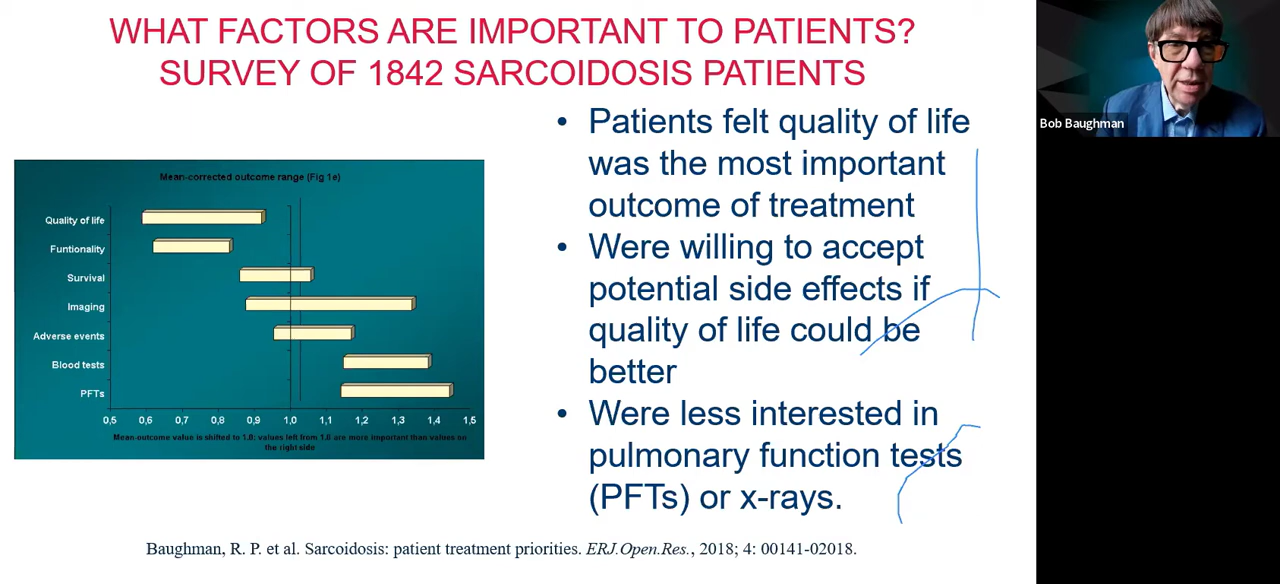 WHAT FACTORS ARE IMPORTANT TO PATIENTS?
SURVEY OF 1842 SARCOIDOSIS PATIENTS
Bob Baughman
Mean-corrected outcome range (Fig 1e)
Quality of life
Funtionality
Survival
Imaging
Adverse events
Blood tests
PFTs
0,5 0,6 0,7 0,8 0,9 1,0 1,1 1,2 1,3 1,4 1,5
Mean-outcome value is shifted to 1.0; values left from 1.0 are more important than values on
the right side
• Patients felt quality of life
was the most important
outcome of treatment
• Were willing to accept
potential side effects if
quality of life could be
better
• Were less interested in
pulmonary function tests
(PFTs) or x-rays.
Baughman, R. P. et al. Sarcoidosis: patient treatment priorities. ERJ.Open.Res., 2018; 4: 00141-02018.